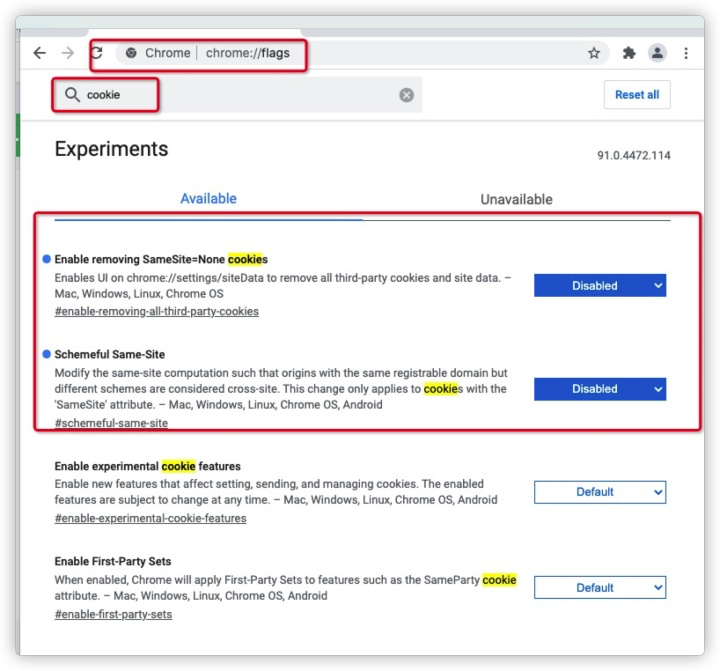 Chrome | chrome://flags
cookie
Reset all
Experiments
91.0.4472.114
Available
Unavailable
Enable removing SameSite=None cookies
Enables UI on chrome://settings/siteData to remove all third-party cookies and site data. –
Mac, Windows, Linux, Chrome OS
#enable-removing-all-third-party-cookies
Disabled
Schemeful Same-Site
Modify the same-site computation such that origins with the same registrable domain but
different schemes are considered cross-site. This change only applies to cookies with the
'SameSite' attribute. – Mac, Windows, Linux, Chrome OS, Android
#schemeful-same-site
Disabled
Enable experimental cookie features
Enable new features that affect setting, sending, and managing cookies. The enabled
features are subject to change at any time. – Mac, Windows, Linux, Chrome OS, Android
#enable-experimental-cookie-features
Default
Enable First-Party Sets
When enabled, Chrome will apply First-Party Sets to features such as the SameParty cookie
attribute. – Mac, Windows, Linux, Chrome OS, Android
#enable-first-party-sets
Default